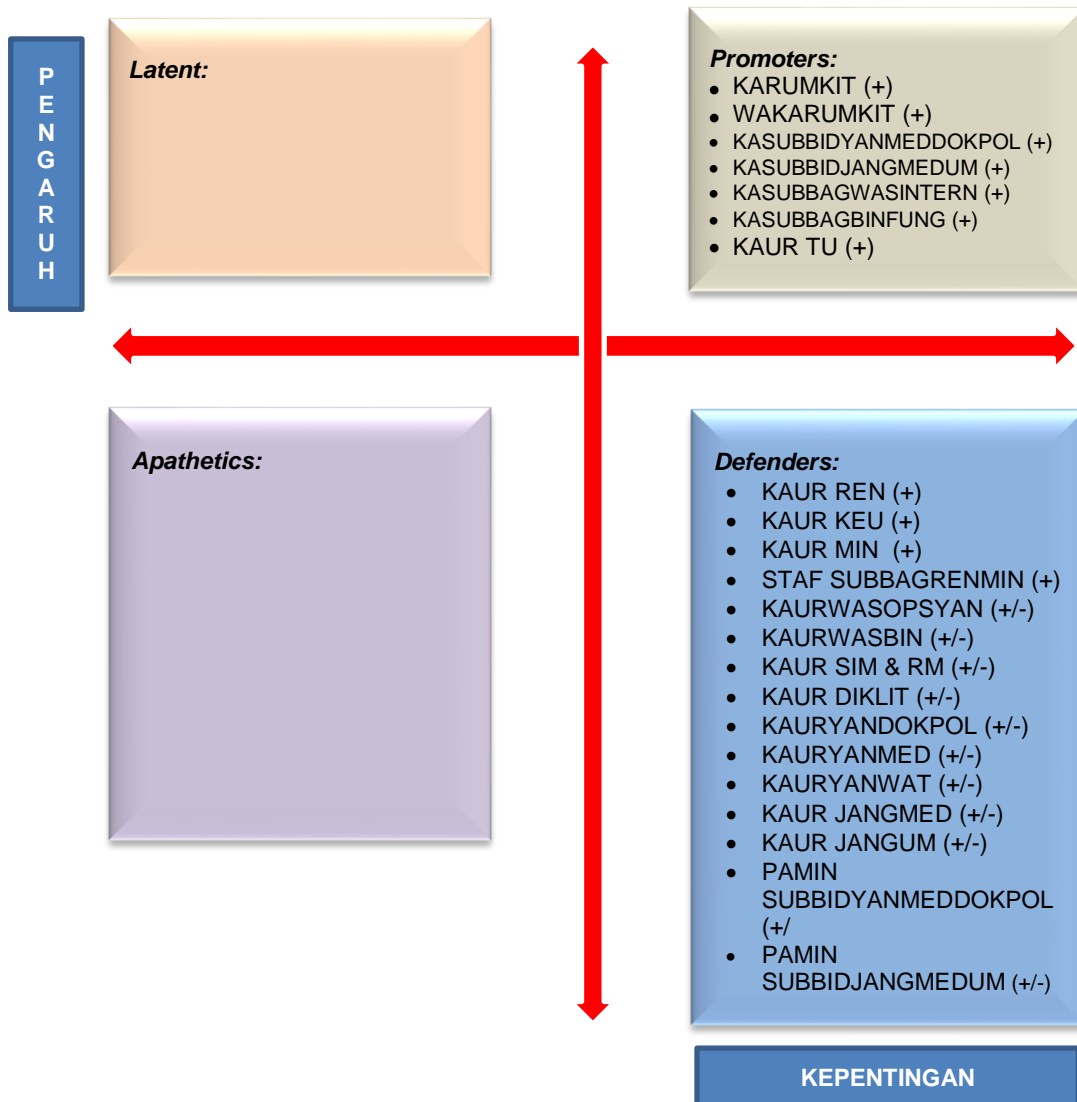 PENGARUH
Latent:
Promoters:
• KARUMKIT (+)
• WAKARUMKIT (+)
• KASUBBIDYANMEDDOKPOL (+)
• KASUBBIDJANGMEDUM (+)
• KASUBBAGWASINTERN (+)
• KASUBBAGBINFUNG (+)
• KAUR TU (+)
Apathetics:
Defenders:
• KAUR REN (+)
• KAUR KEU (+)
• KAUR MIN (+)
• STAF SUBBAGRENMIN (+)
• KAURWASOPSYAN (+/-)
• KAURWASBIN (+/-)
• KAUR SIM & RM (+/-)
• KAUR DIKLIT (+/-)
• KAURYANDOKPOL (+/-)
• KAURYANMED (+/-)
• KAURYANWAT (+/-)
• KAUR JANGMED (+/-)
• KAUR JANGUM (+/-)
• PAMIN
SUBBIDYANMEDDOKPOL
(+/
• PAMIN
SUBBIDJANGMEDUM (+/-)
KEPENTINGAN